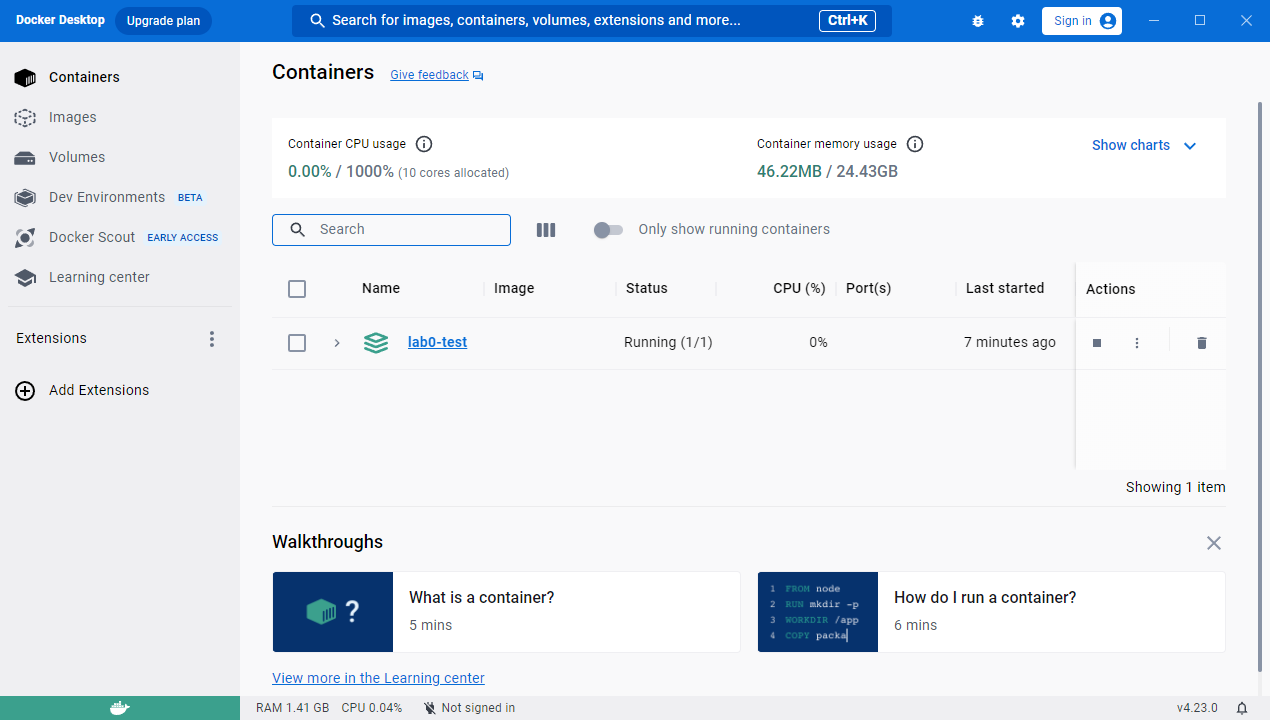 Docker Desktop Upgrade plan Search for images, containers, volumes, extensions and more... Ctrl+K Sign in
Containers
Images
Volumes
Dev Environments BETA
Docker Scout EARLY ACCESS
Learning center
Extensions
Add Extensions
Containers Give feedback
Container CPU usage
0.00% / 1000% (10 cores allocated)
Container memory usage
46.22MB / 24.43GB
Show charts
Search
Only show running containers
Name Image Status CPU (%) Port(s) Last started Actions
lab0-test Running (1/1) 0% 7 minutes ago
Showing 1 item
Walkthroughs
?
What is a container?
5 mins
1 FROM node
2 RUN mkdir -p
3 WORKDIR /app
4 COPY packa
How do I run a container?
6 mins
View more in the Learning center
RAM 1.41 GB CPU 0.04% Not signed in v4.23.0